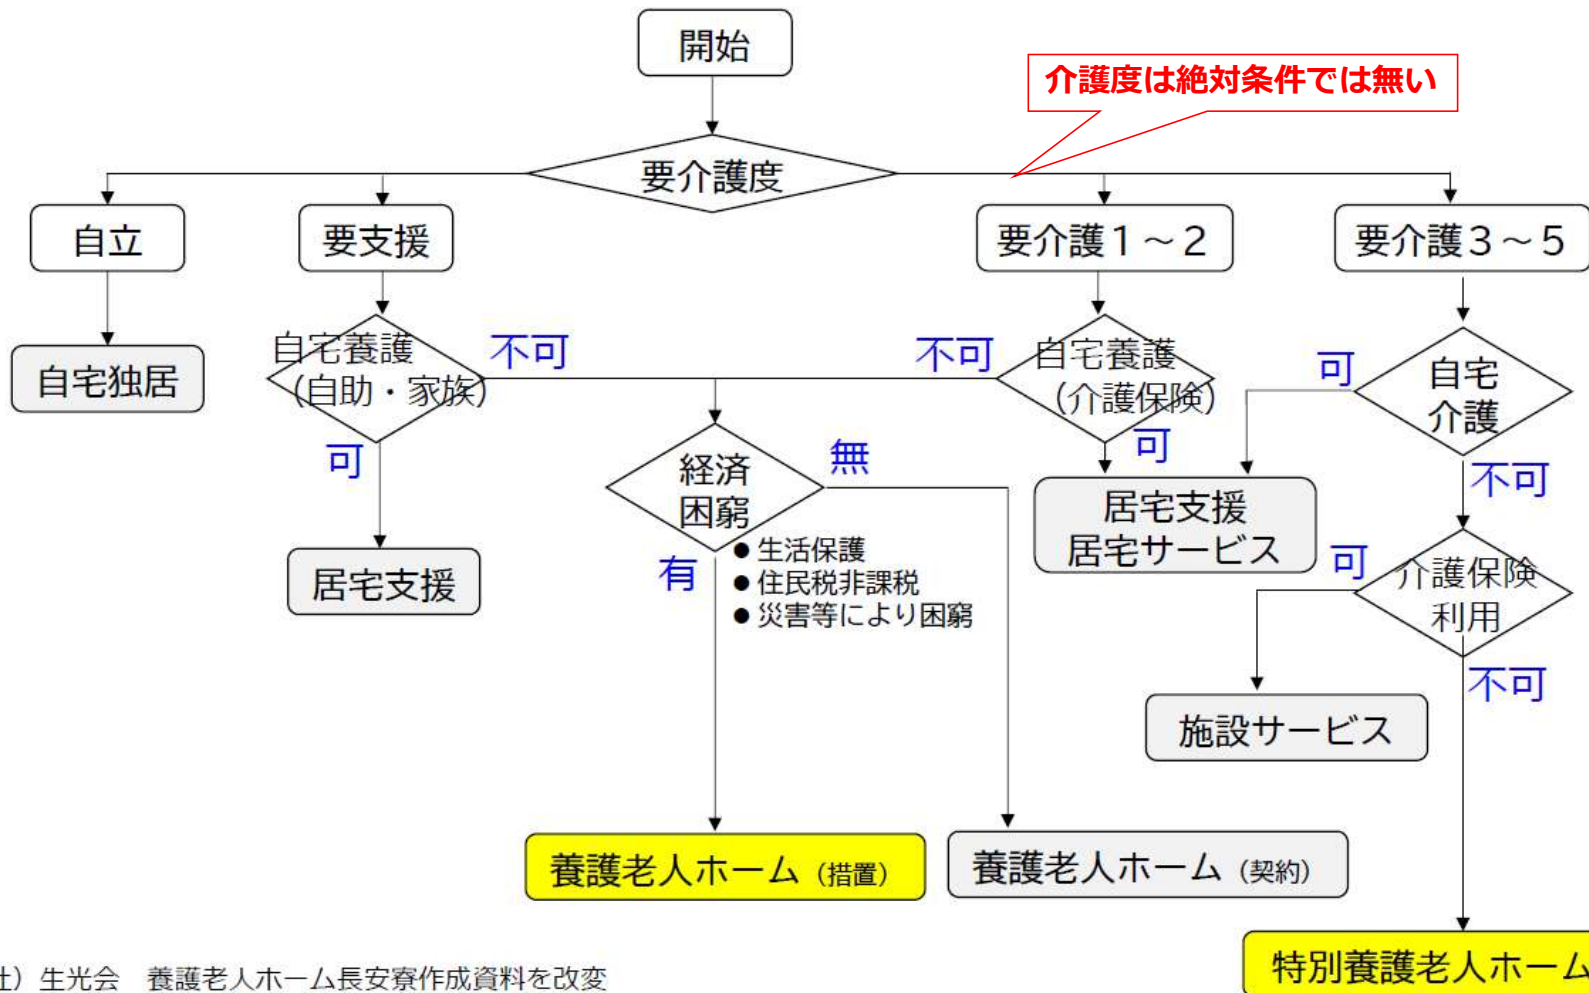 開始
介護度は絶対条件では無い
要介護度
自立
要支援
要介護1～2
要介護3～5
自宅独居
自宅養護
（自助・家族）
不可
可
居宅支援
不可
自宅養護
（介護保険）
可
可
自宅
介護
不可
経済
困窮
無
有
● 生活保護
● 住民税非課税
● 災害等により困窮
居宅支援
居宅サービス
可
介護保険
利用
不可
施設サービス
養護老人ホーム（措置）
養護老人ホーム（契約）
特別養護老人ホーム
社）生光会　養護老人ホーム長安寮作成資料を改変